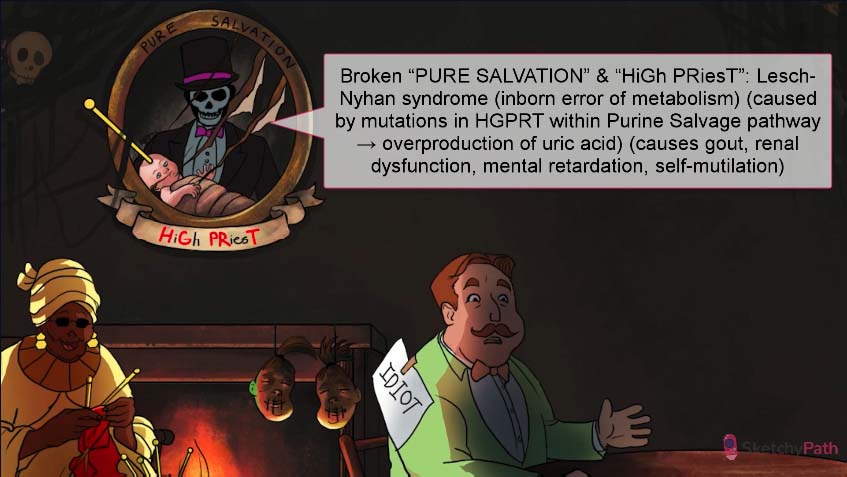 PURE SALVATION
Broken “PURE SALVATION” & “HiGh PRiesT”: Lesch-
Nyhan syndrome (inborn error of metabolism) (caused
by mutations in HGPRT within Purine Salvage pathway
→ overproduction of uric acid) (causes gout, renal
dysfunction, mental retardation, self-mutilation)
HiGh PRiesT
IDIOT
SketchyPath